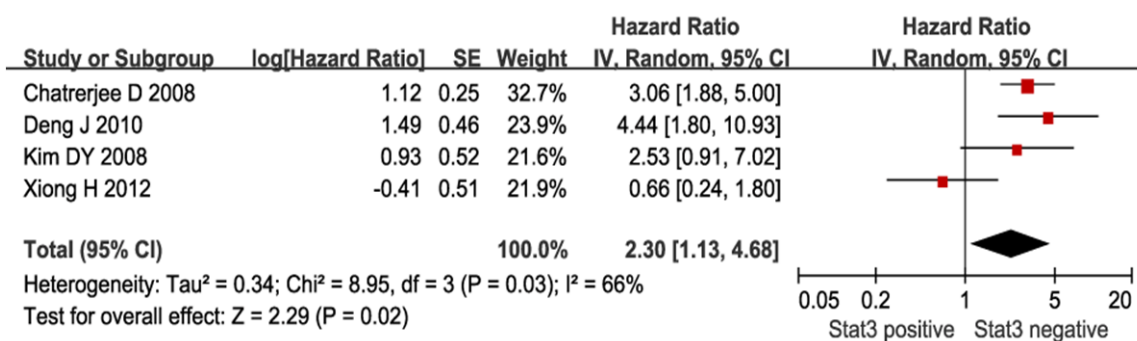 Hazard Ratio Hazard Ratio
Study or Subgroup log[Hazard Ratio] SE Weight IV, Random, 95% CI IV, Random, 95% CI
Chatrerjee D 2008 1.12 0.25 32.7% 3.06 [1.88, 5.00]
Deng J 2010 1.49 0.46 23.9% 4.44 [1.80, 10.93]
Kim DY 2008 0.93 0.52 21.6% 2.53 [0.91, 7.02]
Xiong H 2012 -0.41 0.51 21.9% 0.66 [0.24, 1.80]
Total (95% CI) 100.0% 2.30 [1.13, 4.68]
Heterogeneity: Tau² = 0.34; Chi² = 8.95, df = 3 (P = 0.03); I² = 66%
Test for overall effect: Z = 2.29 (P = 0.02)
0.05 0.2 1 5 20
Stat3 positive Stat3 negative